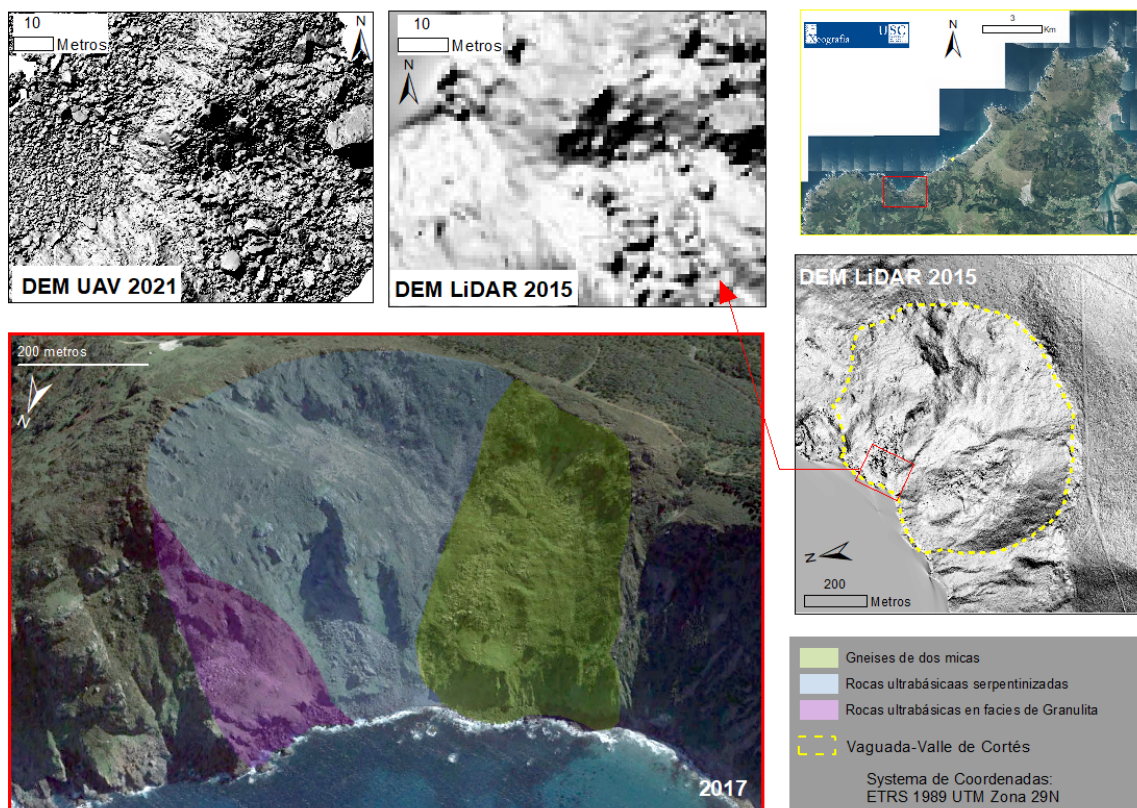 10
Metros
N
DEM UAV 2021
10
Metros
N
DEM LiDAR 2015
Xeografía
USC
N
3
Km
200 metros
N
2017
DEM LiDAR 2015
N
200
Metros
Gneises de dos micas
Rocas ultrabásicaas serpentinizadas
Rocas ultrabásicas en facies de Granulita
Vaguada-Valle de Cortés
Systema de Coordenadas:
ETRS 1989 UTM Zona 29N